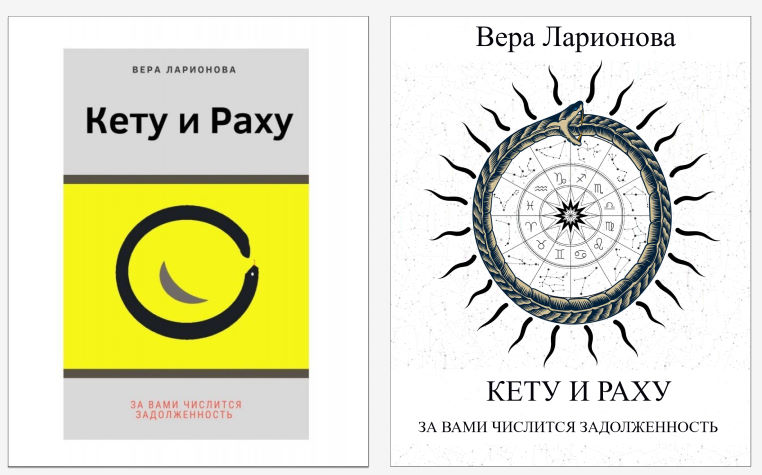 ВЕРА ЛАРИОНОВА
Кету и Раху
ЗА ВАМИ ЧИСЛИТСЯ
ЗАДОЛЖЕННОСТЬ
Вера Ларионова
КЕТУ И РАХУ
ЗА ВАМИ ЧИСЛИТСЯ ЗАДОЛЖЕННОСТЬ